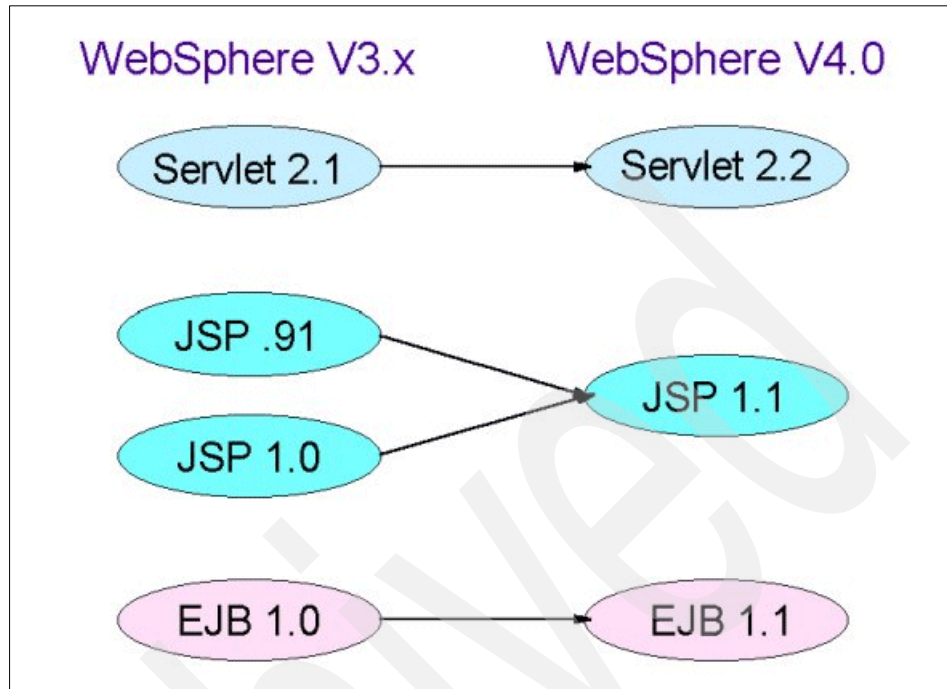 WebSphere V3.x
WebSphere V4.0
Servlet 2.1
Servlet 2.2
JSP .91
JSP 1.1
JSP 1.0
EJB 1.0
EJB 1.1